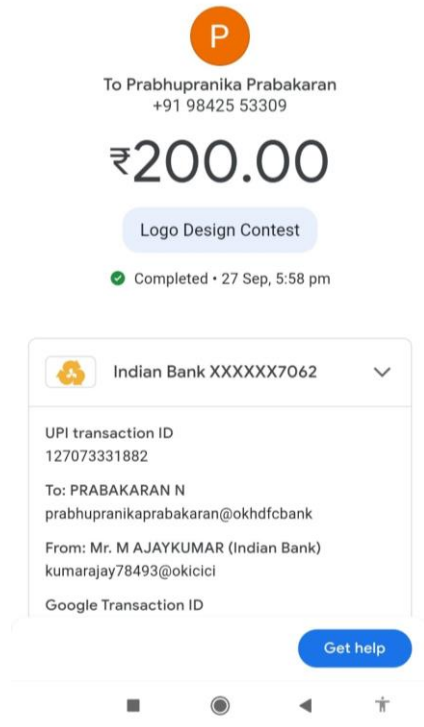 P
To Prabhupranika Prabakaran
+91 98425 53309
₹200.00
Logo Design Contest
Completed • 27 Sep, 5:58 pm
Indian Bank XXXXXX7062
UPI transaction ID
127073331882
To: PRABAKARAN N
prabhupranikaprabakaran@okhdfcbank
From: Mr. M AJAYKUMAR (Indian Bank)
kumarajay78493@okicici
Google Transaction ID
Get help